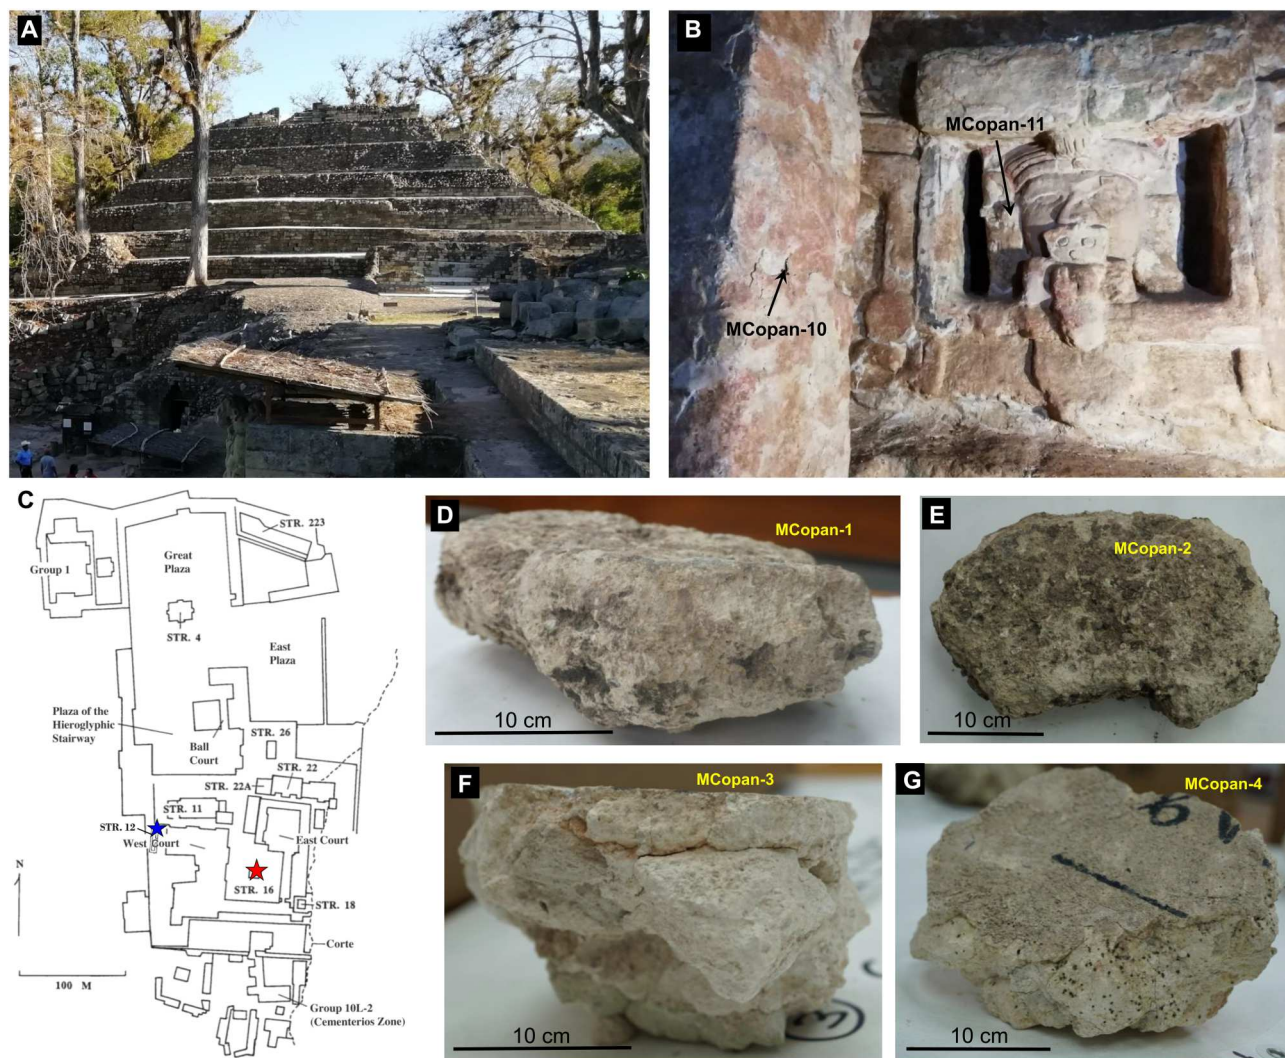 A
B
MCopan-11
MCopan-10
C
STR. 223
Group 1
Great
Plaza
STR. 4
East
Plaza
Plaza of the
Hieroglyphic
Stairway
STR. 26
Ball
Court
STR. 22
STR. 22A
STR. 11
STR. 12
West Court
East Court
N
STR. 16
STR. 18
Corte
100 M
Group 10L-2
(Cementerios Zone)
D
MCopan-1
10 cm
E
MCopan-2
10 cm
F
MCopan-3
3
10 cm
G
MCopan-4
10 cm